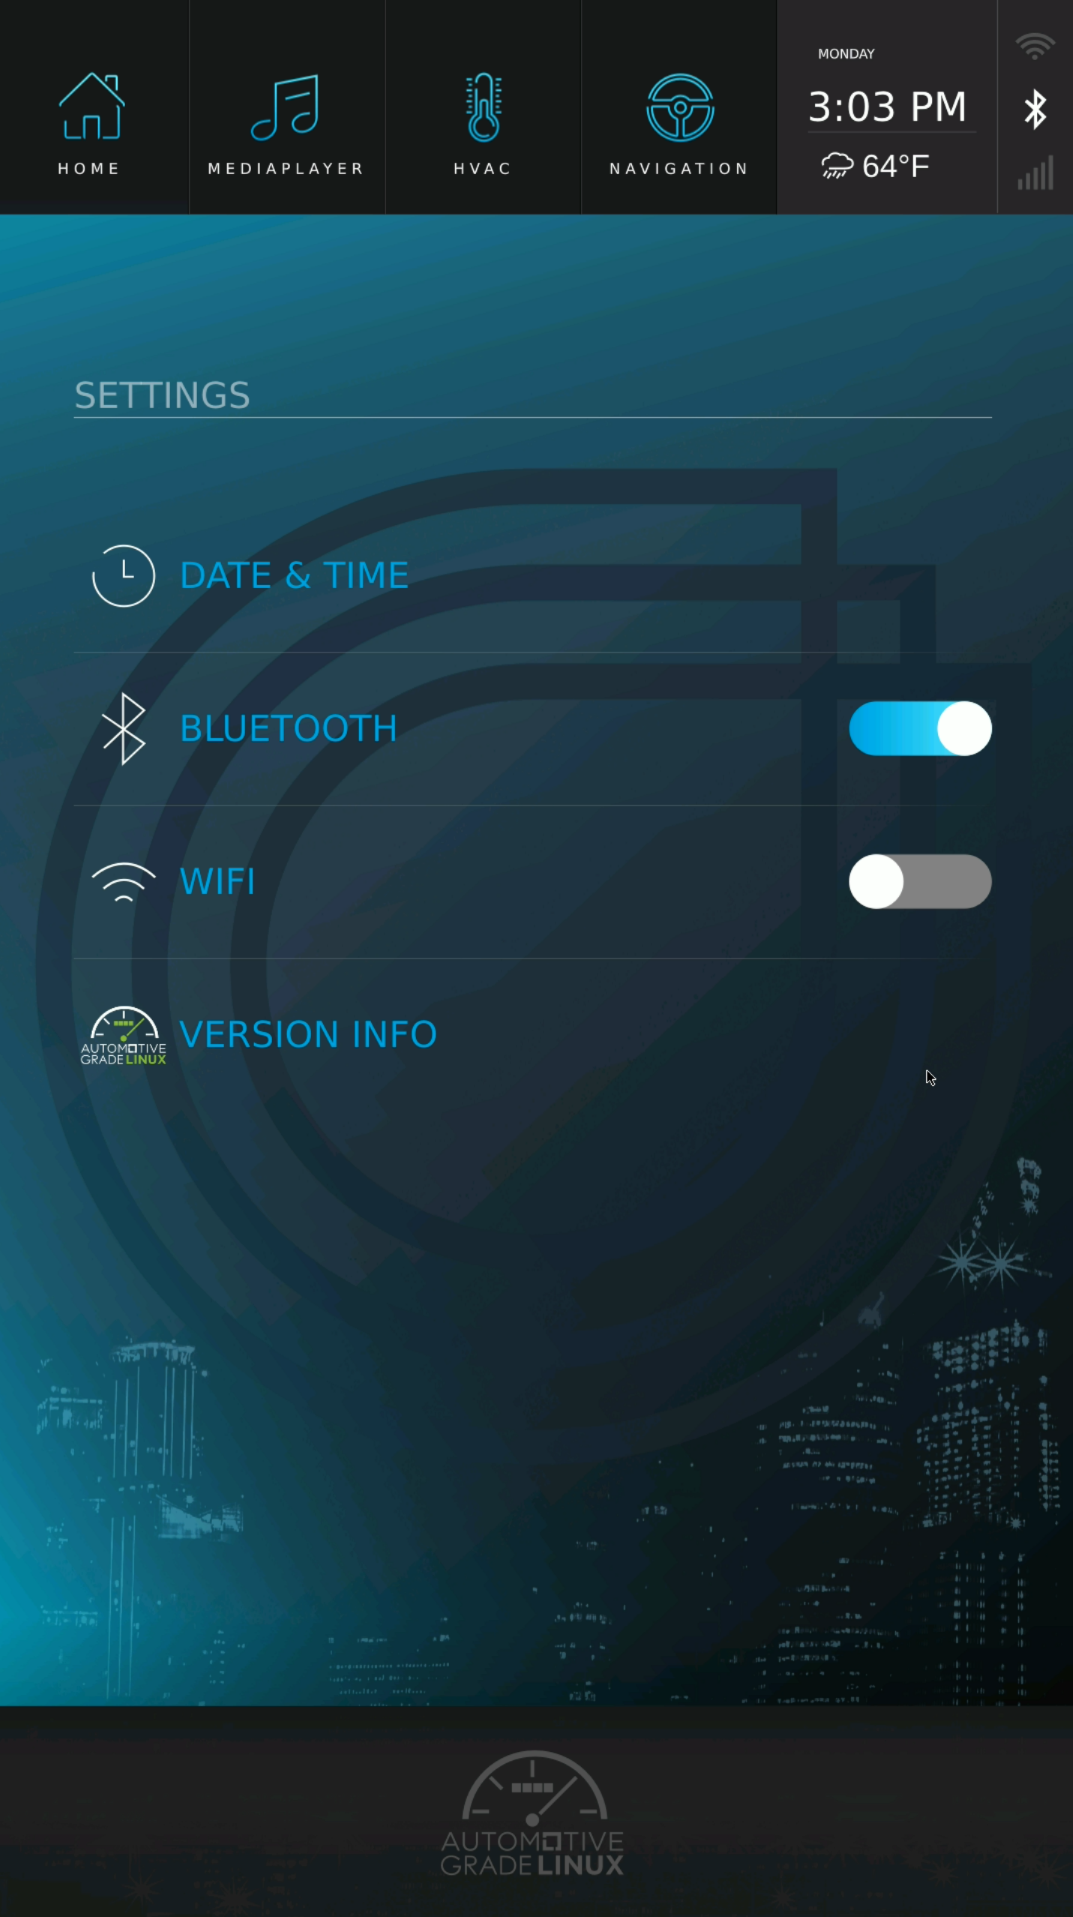 HOME
MEDIAPLAYER
HVAC
NAVIGATION
MONDAY
3:03 PM
64°F
SETTINGS
DATE & TIME
BLUETOOTH
WIFI
AUTOMOTIVE
GRADE LINUX
VERSION INFO
AUTOMOTIVE
GRADE LINUX